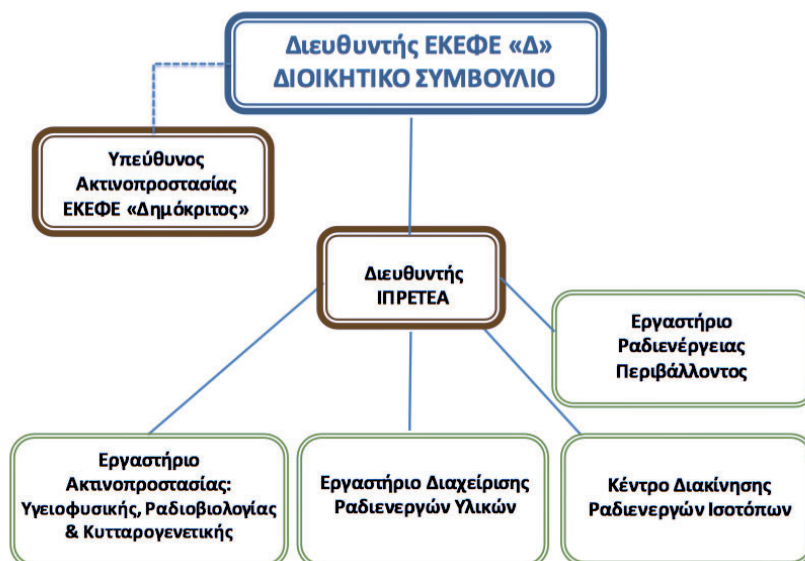 Διευθυντής ΕΚΕΦΕ «Δ»
ΔΙΟΙΚΗΤΙΚΟ ΣΥΜΒΟΥΛΙΟ
Υπεύθυνος
Ακτινοπροστασίας
ΕΚΕΦΕ «Δημόκριτος»
Διευθυντής
ΙΠΡΕΤΕΑ
Εργαστήριο
Ραδιενέργειας
Περιβάλλοντος
Εργαστήριο
Ακτινοπροστασίας:
Υγειοφυσικής, Ραδιοβιολογίας
& Κυτταρογενετικής
Εργαστήριο Διαχείρισης
Ραδιενεργών Υλικών
Κέντρο Διακίνησης
Ραδιενεργών Ισοτόπων